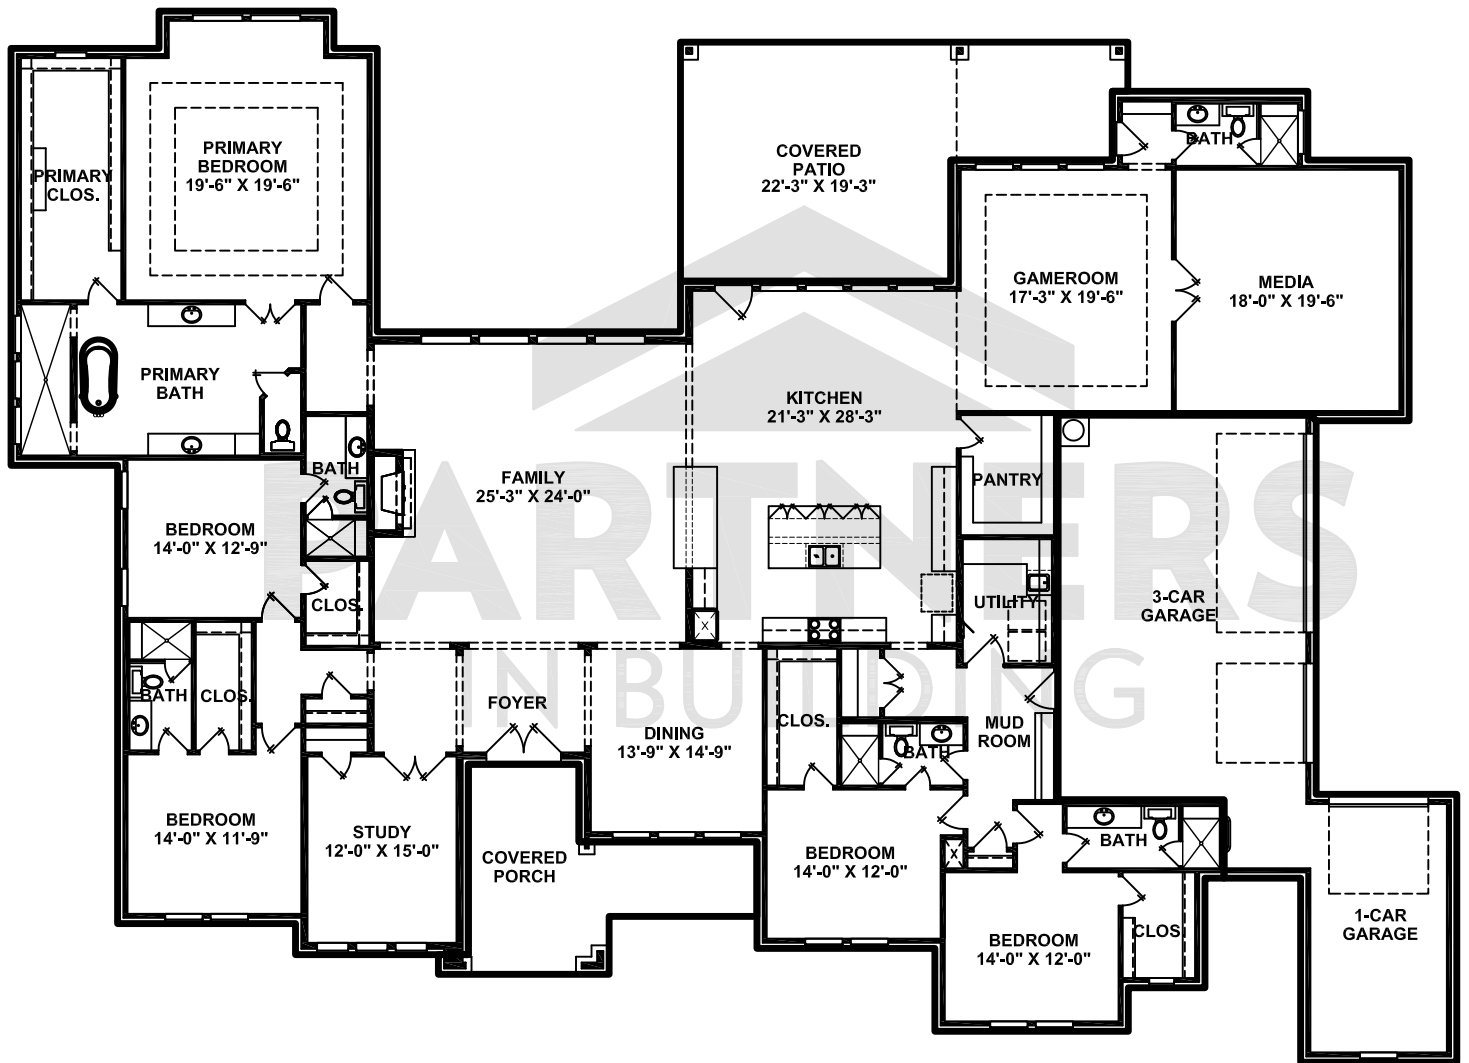 PRIMARY
BEDROOM
19'-6" X 19'-6"
PRIMARY
CLOS.
COVERED
PATIO
22'-3" X 19'-3"
BATH
GAMEROOM
17'-3" X 19'-6"
MEDIA
18'-0" X 19'-6"
PRIMARY
BATH
KITCHEN
21'-3" X 28'-3"
FAMILY
25'-3" X 24'-0"
BATH
PANTRY
BEDROOM
14'-0" X 12'-9"
CLOS.
UTILITY
3-CAR
GARAGE
PARTNERS
IN BUILDING
BATH
CLOS.
FOYER
DINING
13'-9" X 14'-9"
CLOS.
BATH
MUD
ROOM
BEDROOM
14'-0" X 11'-9"
STUDY
12'-0" X 15'-0"
COVERED
PORCH
BEDROOM
14'-0" X 12'-0"
X
BATH
BEDROOM
14'-0" X 12'-0"
CLOS.
1-CAR
GARAGE